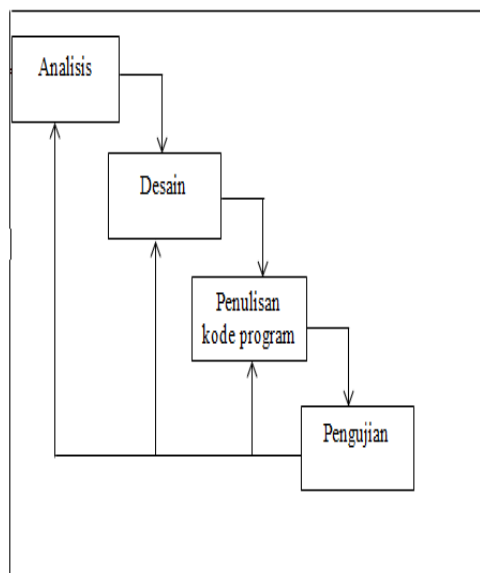 Analisis
Desain
Penulisan
kode program
Pengujian